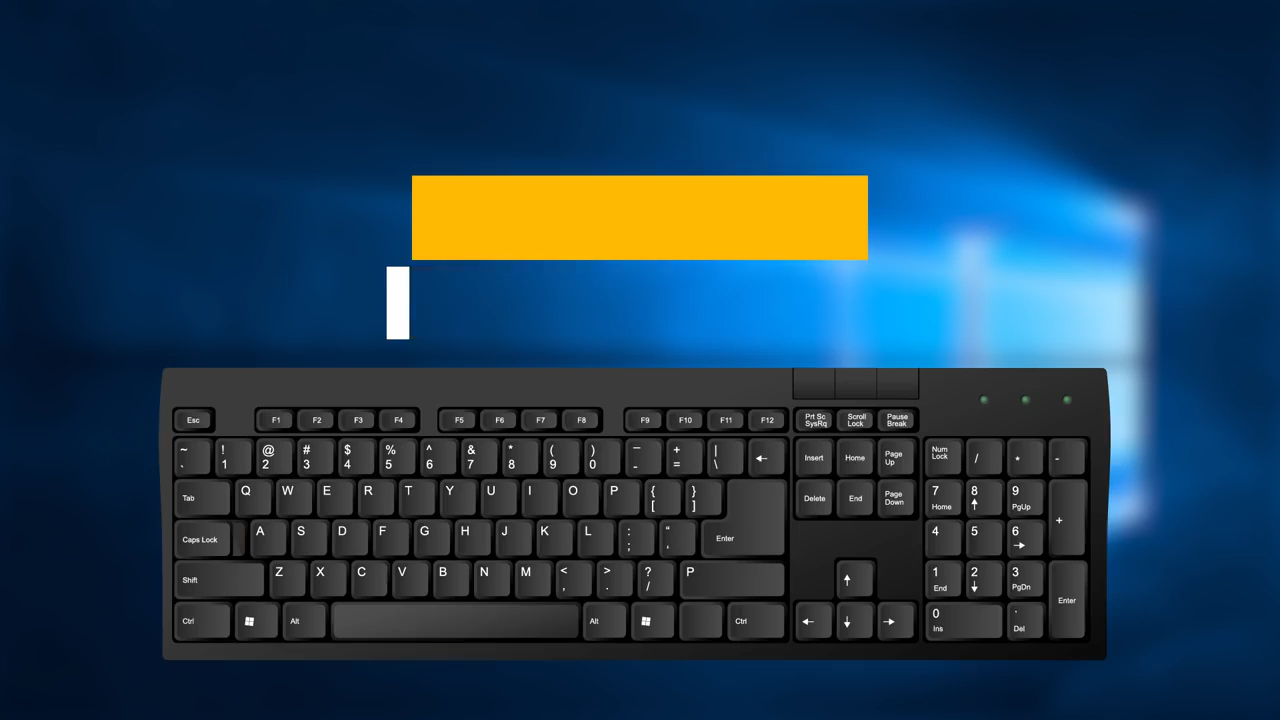 Esc F1 F2 F3 F4 F5 F6 F7 F8 F9 F10 F11 F12 Prt Sc SysRq Scroll Lock Pause Break
~ ` ! 1 @ 2 # 3 $ 4 % 5 ^ 6 & 7 * 8 ( 9 ) 0 _ - + = | \ ← Insert Home Page Up Num Lock / * -
Tab Q W E R T Y U I O P { [ } ] Delete End Page Down 7 Home 8 ↑ 9 PgUp +
Caps Lock A S D F G H J K L : ; " ' Enter 4 5 6 →
Shift Z X C V B N M < , > . ? / P ↑ 1 End 2 ↓ 3 PgDn Enter
Ctrl Alt Alt Ctrl ← ↓ → 0 Ins . Del